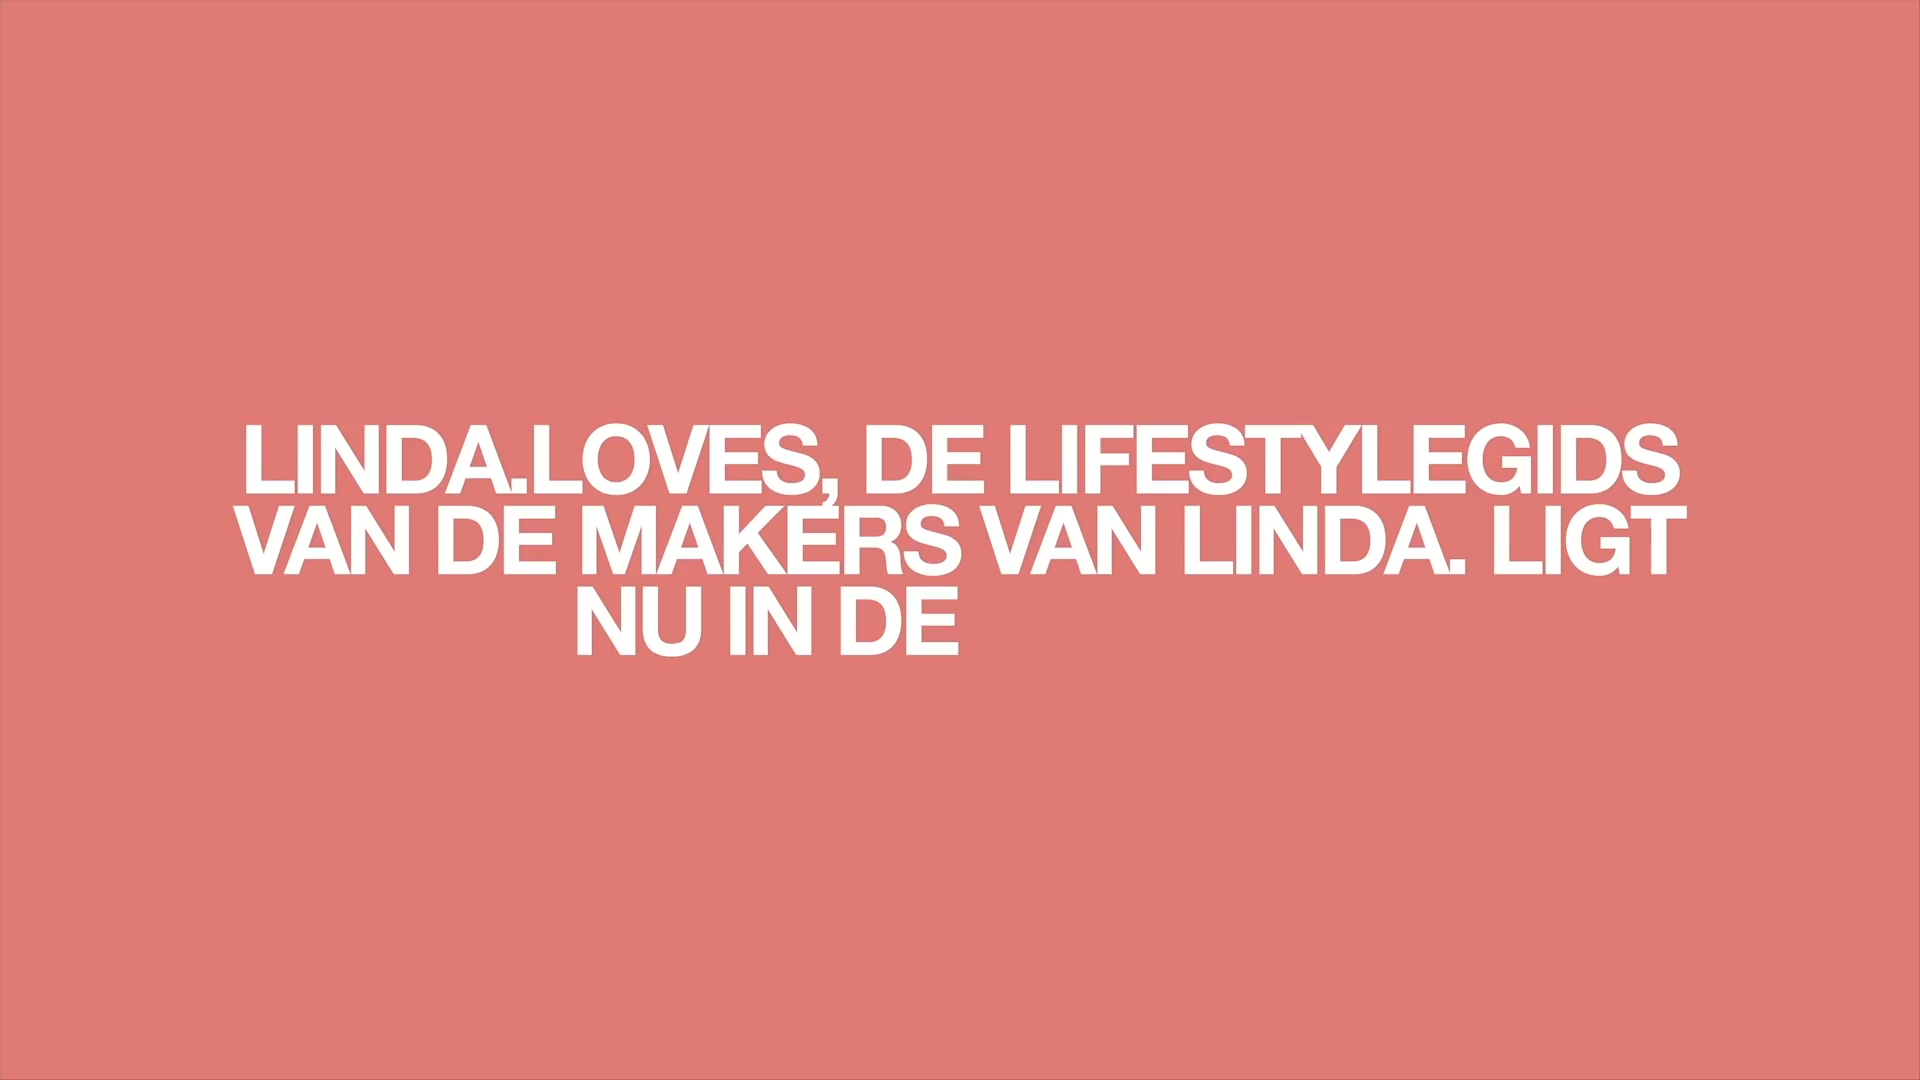 LINDA.LOVES, DE LIFESTYLEGIDS
VAN DE MAKERS VAN LINDA. LIGT
NU IN DE